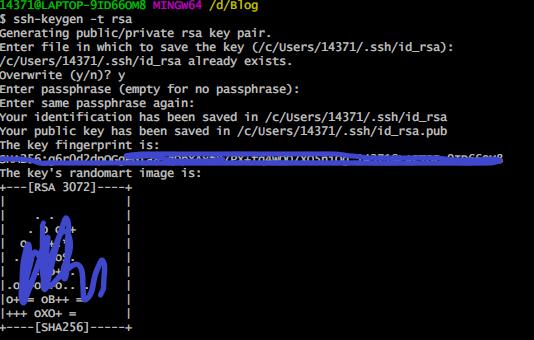 14371@LAPTOP-9ID66OM8 MINGW64 /d/Blog
$ ssh-keygen -t rsa
Generating public/private rsa key pair.
Enter file in which to save the key (/c/Users/14371/.ssh/id_rsa):
/c/Users/14371/.ssh/id_rsa already exists.
Overwrite (y/n)? y
Enter passphrase (empty for no passphrase):
Enter same passphrase again:
Your identification has been saved in /c/Users/14371/.ssh/id_rsa
Your public key has been saved in /c/Users/14371/.ssh/id_rsa.pub
The key fingerprint is:
The key's randomart image is:
+---[RSA 3072]----+
|+++ oXO+ =       |
+----[SHA256]-----+